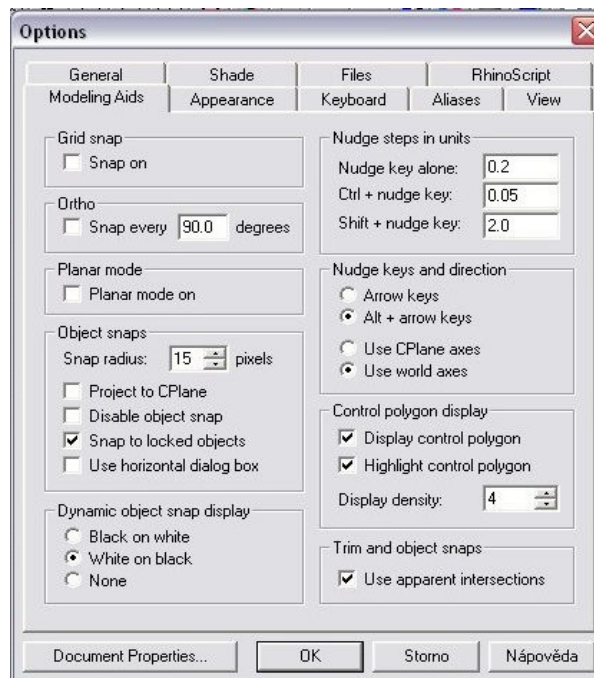 Options
General Shade Files RhinoScript
Modeling Aids Appearance Keyboard Aliases View
Grid snap
Snap on
Ortho
Snap every 90.0 degrees
Planar mode
Planar mode on
Object snaps
Snap radius: 15 pixels
Project to CPlane
Disable object snap
Snap to locked objects
Use horizontal dialog box
Dynamic object snap display
Black on white
White on black
None
Nudge steps in units
Nudge key alone: 0.2
Ctrl + nudge key: 0.05
Shift + nudge key: 2.0
Nudge keys and direction
Arrow keys
Alt + arrow keys
Use CPlane axes
Use world axes
Control polygon display
Display control polygon
Highlight control polygon
Display density: 4
Trim and object snaps
Use apparent intersections
Document Properties... OK Storno Nápověda